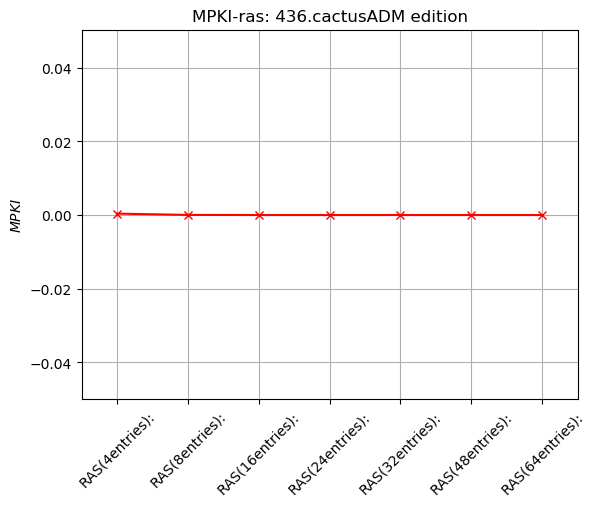 MPKI-ras: 436.cactusADM edition
0.04
0.02
0.00
−0.02
−0.04
MPKI
RAS(4entries):
RAS(8entries):
RAS(16entries):
RAS(24entries):
RAS(32entries):
RAS(48entries):
RAS(64entries):